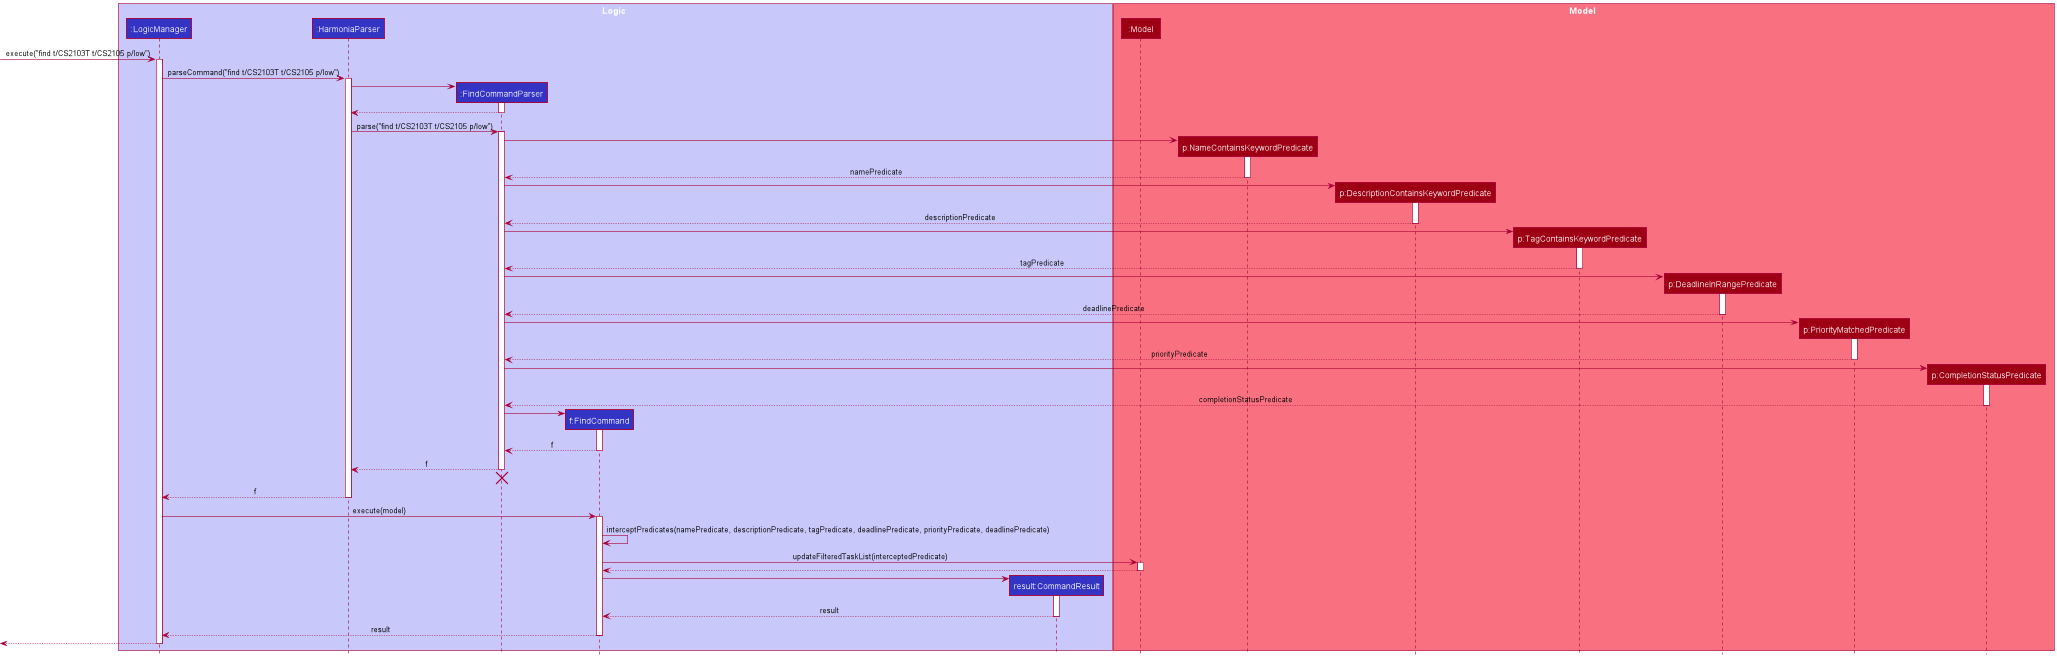 Logic
Model
:LogicManager
:HarmoniaParser
:Model
execute("find t/CS2103T t/CS2105 p/low")
parseCommand("find t/CS2103T t/CS2105 p/low")
:FindCommandParser
parse("find t/CS2103T t/CS2105 p/low")
p:NameContainsKeywordPredicate
namePredicate
p:DescriptionContainsKeywordPredicate
descriptionPredicate
p:TagContainsKeywordPredicate
tagPredicate
p:DeadlineInRangePredicate
deadlinePredicate
p:PriorityMatchedPredicate
priorityPredicate
p:CompletionStatusPredicate
completionStatusPredicate
f:FindCommand
f
f
f
execute(model)
interceptPredicates(namePredicate, descriptionPredicate, tagPredicate, deadlinePredicate, priorityPredicate, deadlinePredicate)
updateFilteredTaskList(interceptedPredicate)
result:CommandResult
result
result